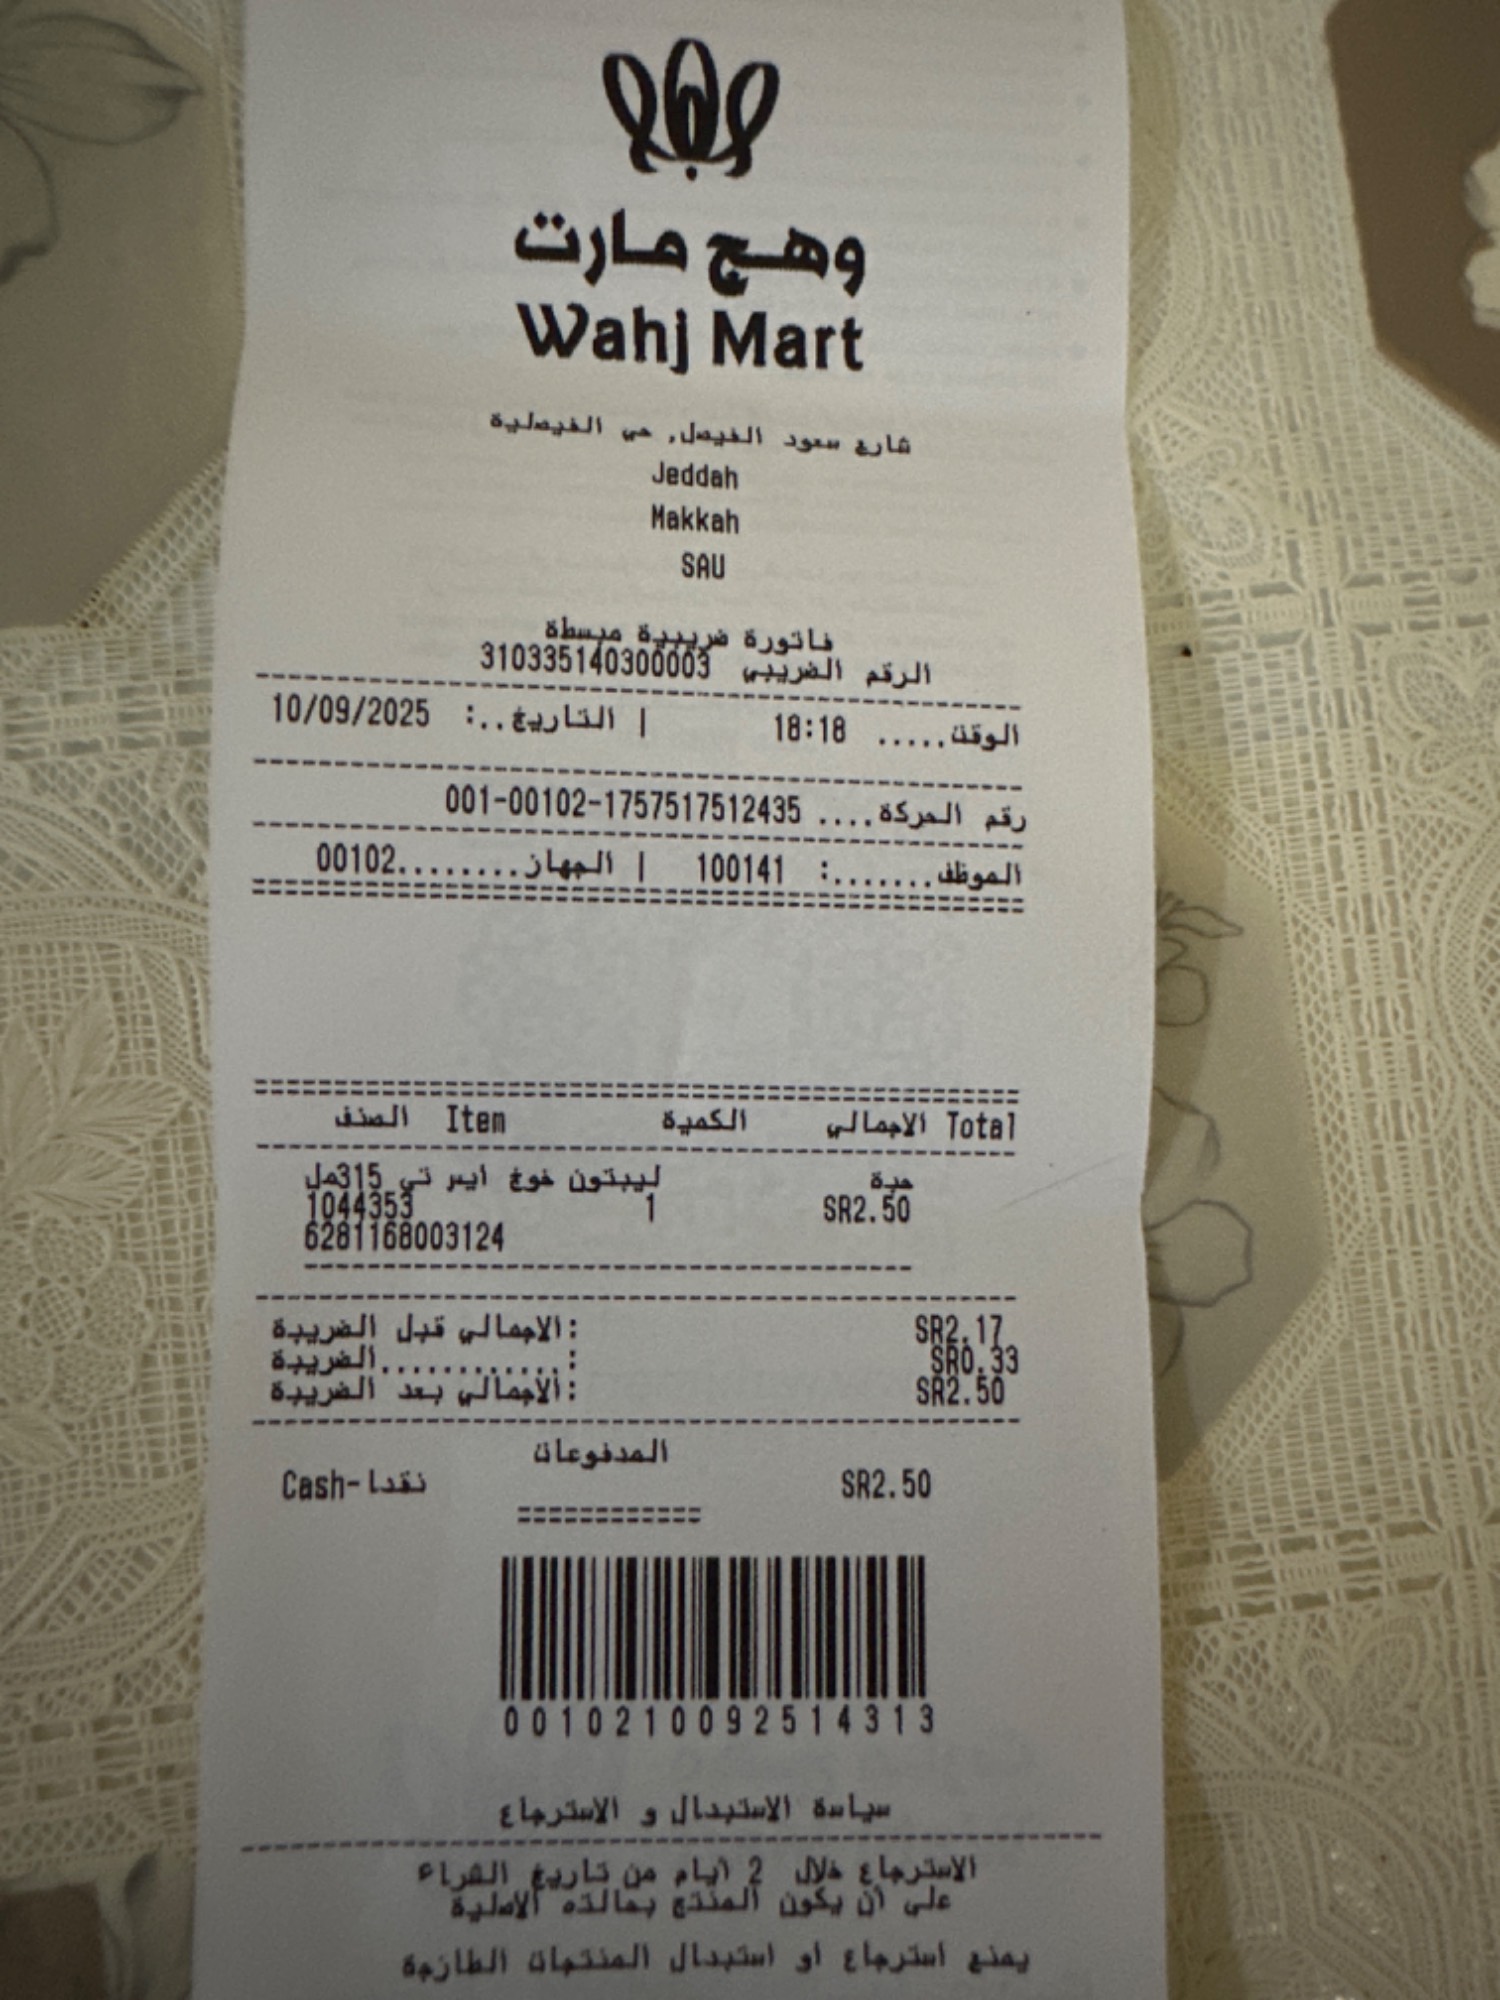 وهج مارت
Wahj Mart
شارع سعود الفيصل, حي الفيصلية
Jeddah
Makkah
SAU
فاتورة ضريبية مبسطة
الرقم الضريبي 310335140300003
الوقت..... 18:18 | التاريخ..: 10/09/2025
رقم الحركة.... 001-00102-1757517512435
الموظف.......: 100141 | الجهاز........00102
الصنف Item الكمية الاجمالي Total
ليبتون خوخ ايس تي 315مل حبة
1044353 1 SR2.50
6281168003124
الاجمالي قبل الضريبة: SR2.17
الضريبة............: SR0.33
الاجمالي بعد الضريبة: SR2.50
المدفوعات
Cash-نقدا SR2.50
0010210092514313
سياسة الاستبدال و الاسترجاع
الاسترجاع خلال 2 أيام من تاريخ الشراء
على أن يكون المنتج بحالته الأصلية
يمنع استرجاع او استبدال المنتجات الطازجة